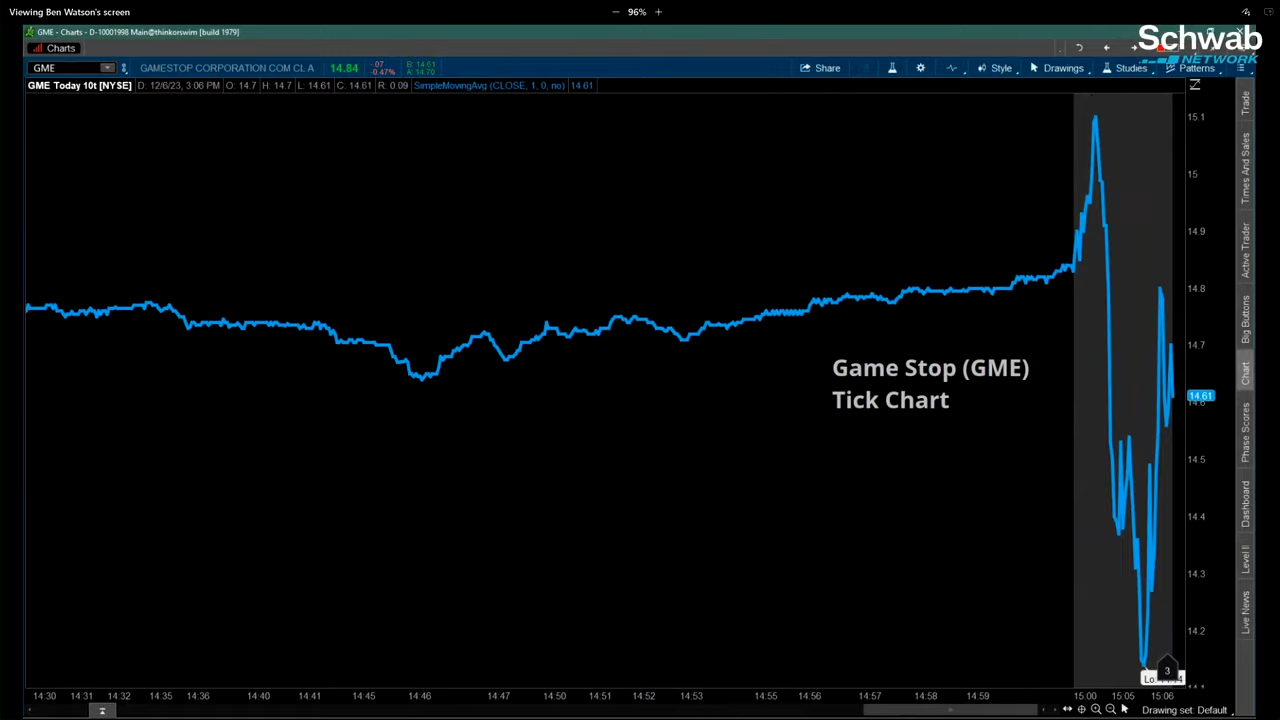 Viewing Ben Watson's screen
96%
GME - Charts - D-10001998 Main@thinkorswim [build 1979]
Charts
Schwab
NETWORK
GME
GAMESTOP CORPORATION COM CL A
14.84
-.07
-0.47%
B: 14.61
A: 14.70
Share
Style
Drawings
Studies
Patterns
GME Today 10t [NYSE]
D: 12/6/23, 3:06 PM
O: 14.7
H: 14.7
L: 14.61
C: 14.61
R: 0.09
SimpleMovingAvg (CLOSE, 1, 0, no)
14.61
15.1
15
14.9
14.8
14.7
14.61
14.5
14.4
14.3
14.2
Game Stop (GME)
Tick Chart
Trade
Times And Sales
Active Trader
Big Buttons
Chart
Phase Scores
Dashboard
Level II
Live News
3
14:30
14:31
14:32
14:35
14:36
14:40
14:41
14:45
14:46
14:50
14:51
14:52
14:53
14:55
14:56
14:57
14:58
14:59
15:00
15:05
15:06
Drawing set: Default